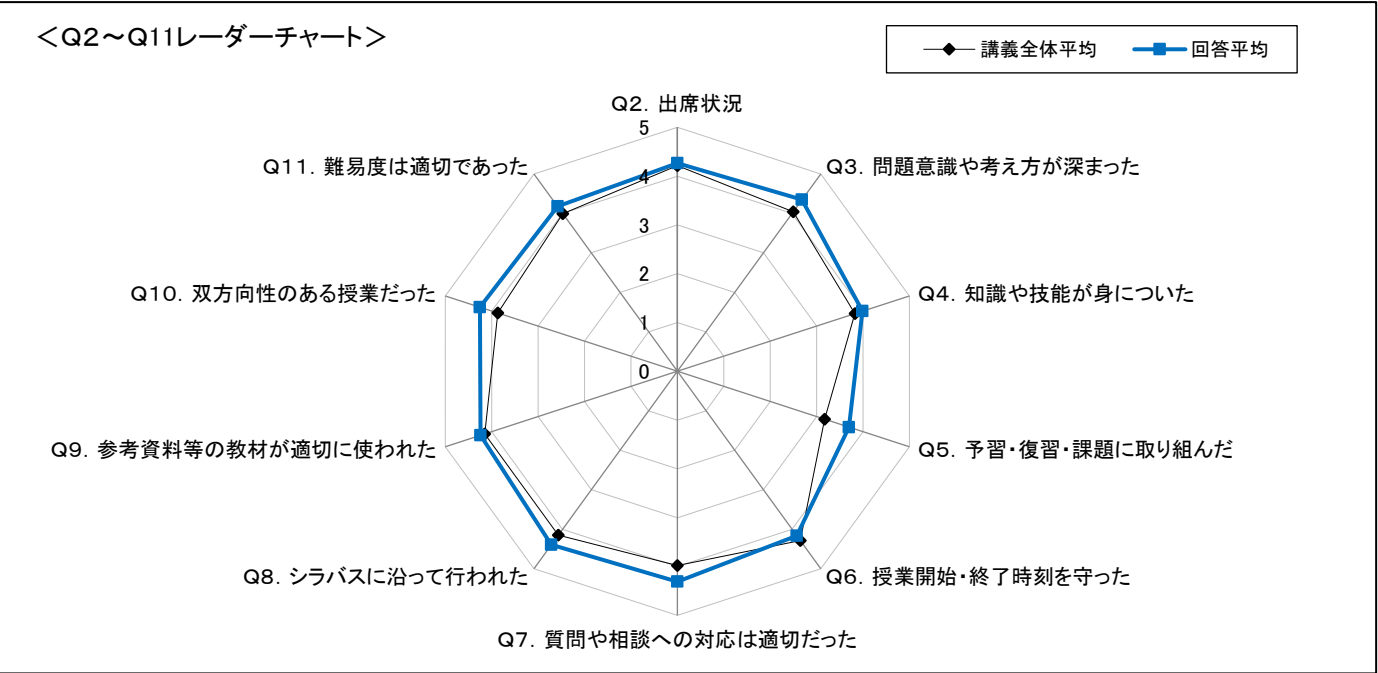 ＜Q2～Q11レーダーチャート＞
講義全体平均
回答平均
Q2．出席状況
Q3．問題意識や考え方が深まった
Q4．知識や技能が身についた
Q5．予習・復習・課題に取り組んだ
Q6．授業開始・終了時刻を守った
Q7．質問や相談への対応は適切だった
Q8．シラバスに沿って行われた
Q9．参考資料等の教材が適切に使われた
Q10．双方向性のある授業だった
Q11．難易度は適切であった
5
4
3
2
1
0